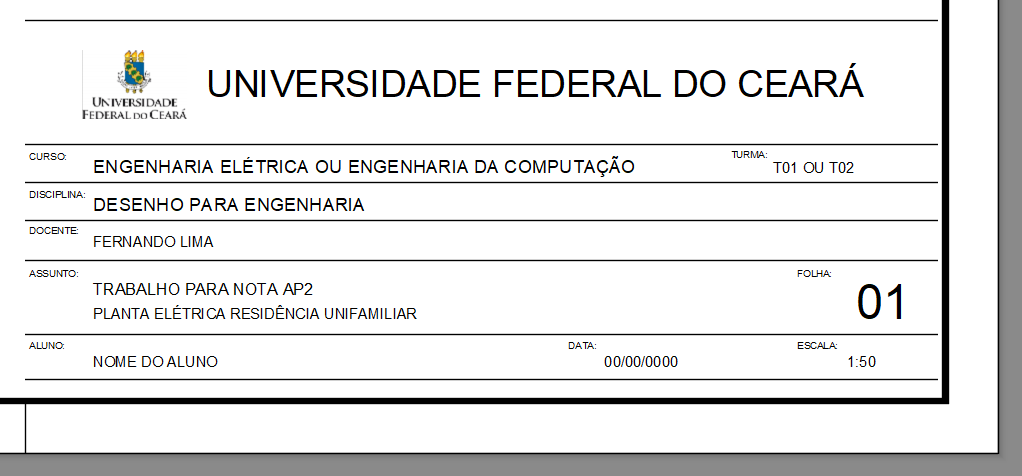 UNIVERSIDADE
FEDERAL DO CEARÁ
UNIVERSIDADE FEDERAL DO CEARÁ
CURSO:
ENGENHARIA ELÉTRICA OU ENGENHARIA DA COMPUTAÇÃO
TURMA:
T01 OU T02
DISCIPLINA:
DESENHO PARA ENGENHARIA
DOCENTE:
FERNANDO LIMA
ASSUNTO:
TRABALHO PARA NOTA AP2
PLANTA ELÉTRICA RESIDÊNCIA UNIFAMILIAR
FOLHA:
01
ALUNO:
NOME DO ALUNO
DATA:
00/00/0000
ESCALA:
1:50